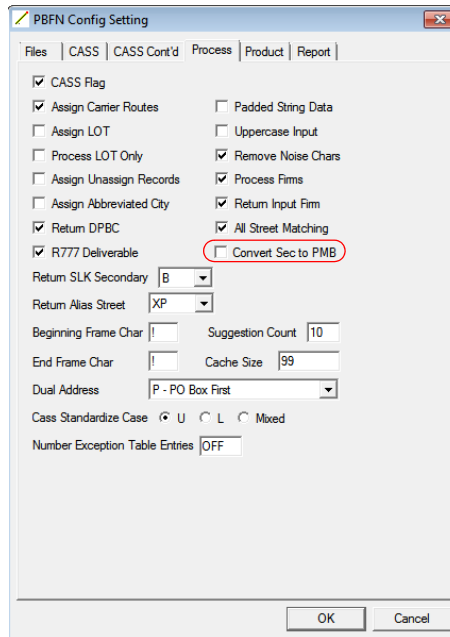 PBFN Config Setting
Files CASS CASS Cont'd Process Product Report
CASS Flag
Assign Carrier Routes Padded String Data
Assign LOT Uppercase Input
Process LOT Only Remove Noise Chars
Assign Unassign Records Process Firms
Assign Abbreviated City Return Input Firm
Return DPBC All Street Matching
R777 Deliverable Convert Sec to PMB
Return SLK Secondary B
Return Alias Street XP
Beginning Frame Char ! Suggestion Count 10
End Frame Char ! Cache Size 99
Dual Address P - PO Box First
Cass Standardize Case U L Mixed
Number Exception Table Entries OFF
OK Cancel